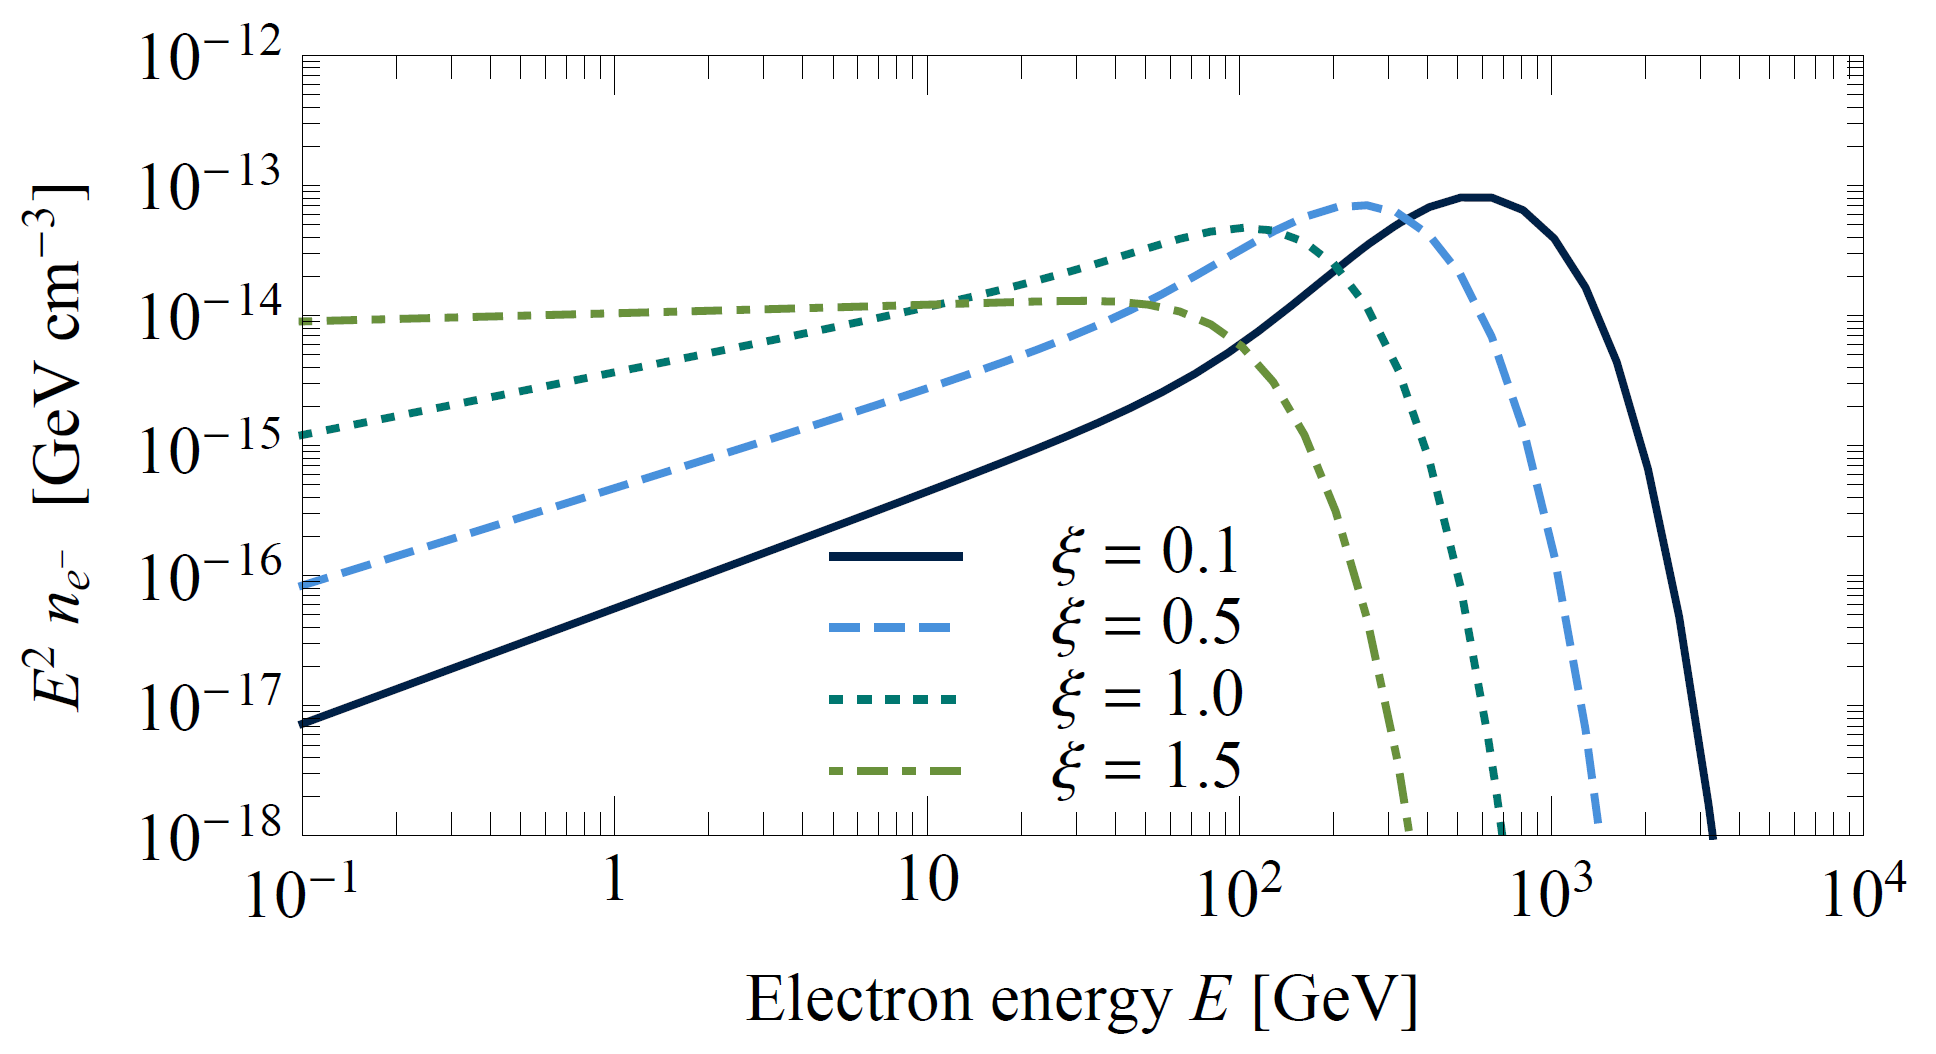 10⁻¹²
10⁻¹³
10⁻¹⁴
10⁻¹⁵
10⁻¹⁶
10⁻¹⁷
10⁻¹⁸
E² nₑ₋ [GeV cm⁻³]
ξ = 0.1
ξ = 0.5
ξ = 1.0
ξ = 1.5
10⁻¹ 1 10 10² 10³ 10⁴
Electron energy E [GeV]